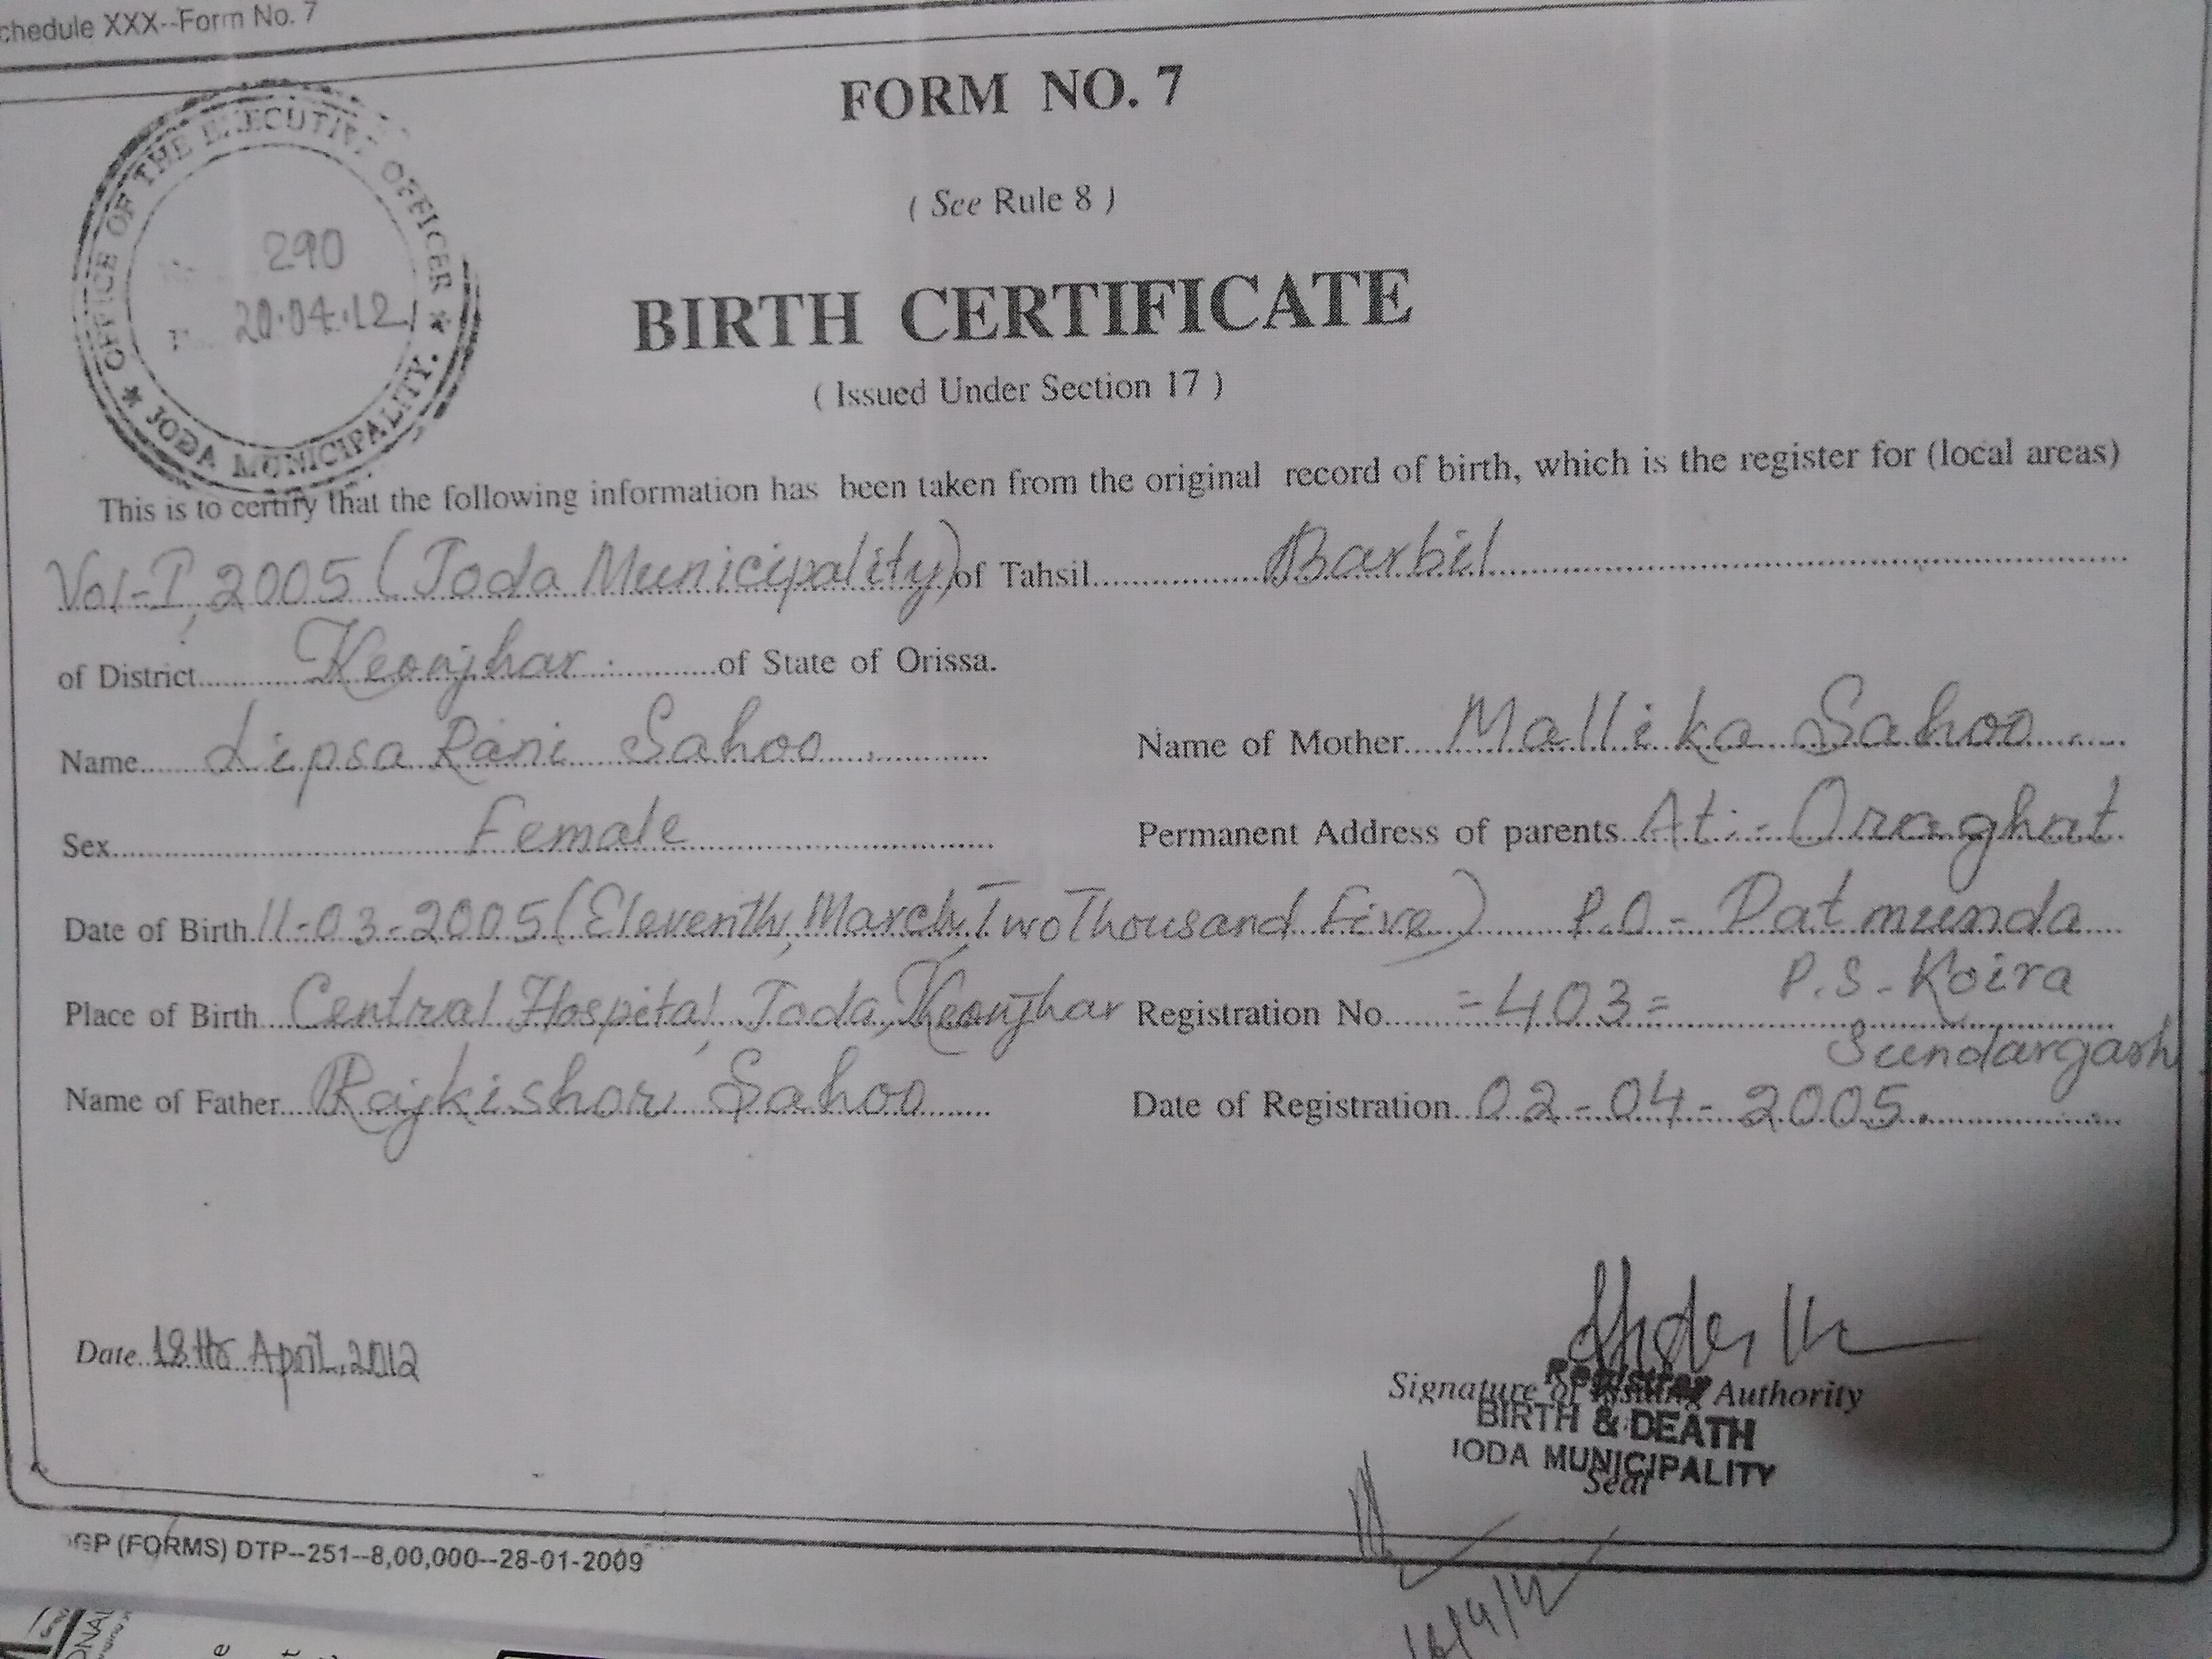 chedule XXX--Form No. 7
FORM NO. 7
( See Rule 8 )
OFFICE OF THE EXECUTIVE OFFICER * JODA MUNICIPALITY. *
290
20.04.12
BIRTH CERTIFICATE
( Issued Under Section 17 )
This is to certify that the following information has been taken from the original record of birth, which is the register for (local areas)
Vol-I, 2005 (Joda Municipality) of Tahsil Barbil
of District Keonjhar of State of Orissa.
Name Lipsa Rani Sahoo Name of Mother Mallika Sahoo
Sex Female Permanent Address of parents At:- Oraghat
Date of Birth 11-03-2005 (Eleventh, March, Two Thousand Five) P.O- Patmunda
Place of Birth Central Hospital, Joda, Keonjhar Registration No. =403= P.S.-Koira
Sundargarh
Name of Father Rajkishor Sahoo Date of Registration 02-04-2005.
Date 18th April, 2012
Signature of Issuing Authority
Registrar
BIRTH & DEATH
JODA MUNICIPALITY
Seal
GP (FORMS) DTP--251--8,00,000--28-01-2009